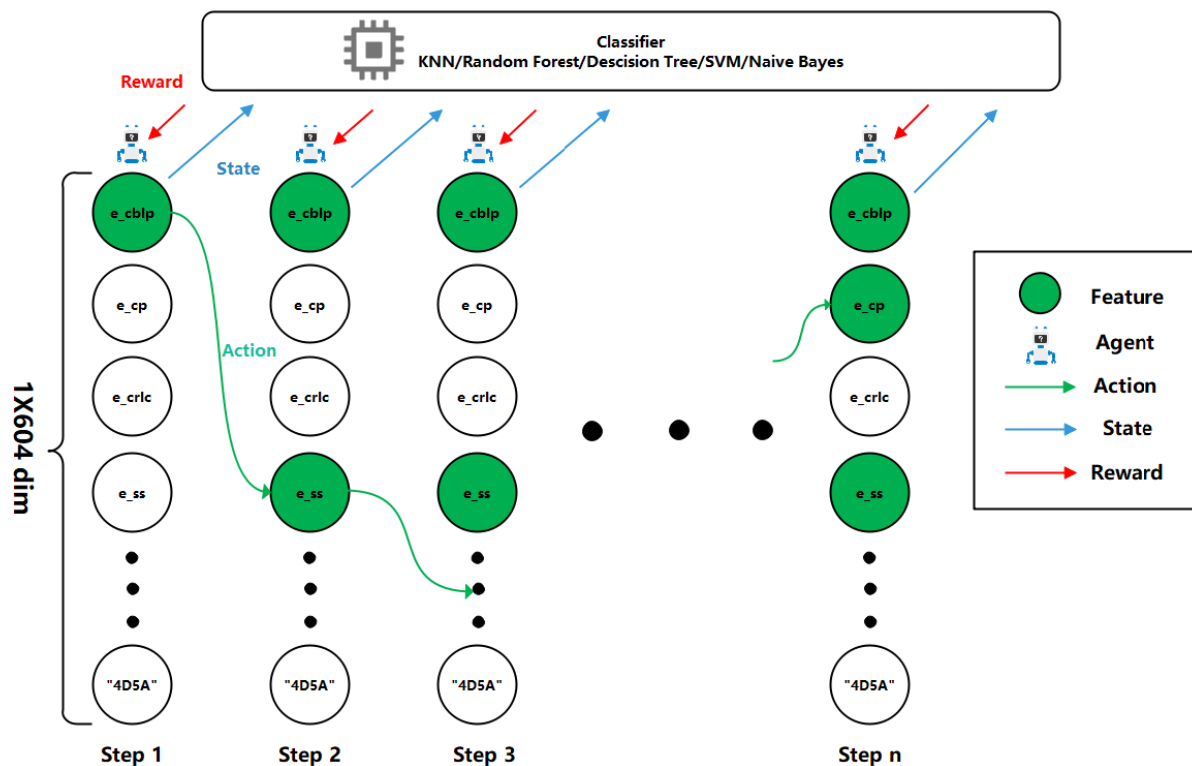 Classifier
KNN/Random Forest/Descision Tree/SVM/Naive Bayes
Reward
State
e_cblp
e_cblp
e_cblp
e_cblp
e_cp
e_cp
e_cp
e_cp
Action
e_crlc
e_crlc
e_crlc
e_crlc
e_ss
e_ss
e_ss
e_ss
"4D5A"
"4D5A"
"4D5A"
"4D5A"
1X604 dim
Step 1
Step 2
Step 3
Step n
Feature
?
Agent
Action
State
Reward